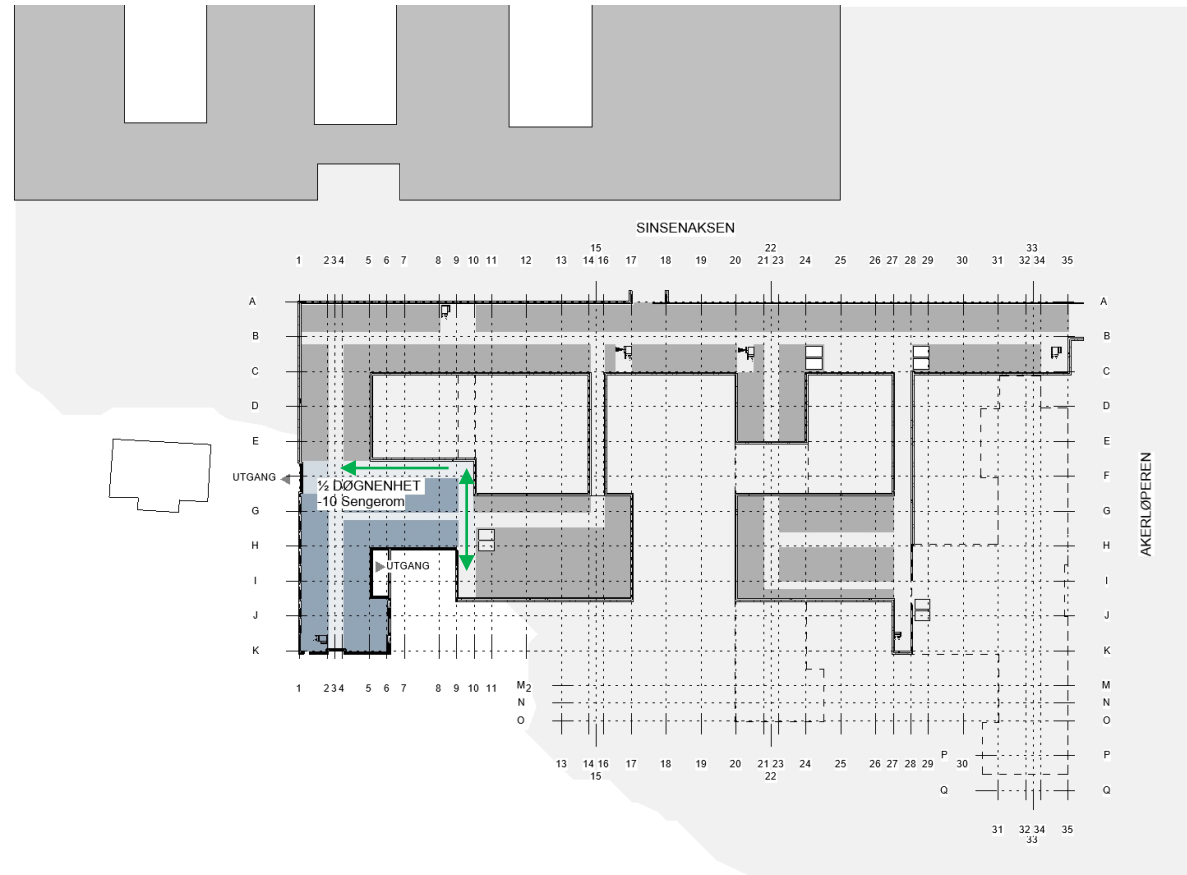 SINSENAKSEN
15 22 33
1 2 3 4 5 6 7 8 9 10 11 12 13 14 16 17 18 19 20 21 23 24 25 26 27 28 29 30 31 32 34 35
A A
B B
C C
D D
E E
F F
UTGANG
½ DØGNENHET
-10 Sengerom
G G
H H
UTGANG
I I
J J
K K
AKERLØPEREN
1 2 3 4 5 6 7 8 9 10 11 12
M M
N N
O O
P P
13 14 16 17 18 19 20 21 23 24 25 26 27 28 29 30
15 22
Q Q
31 32 34 35
33